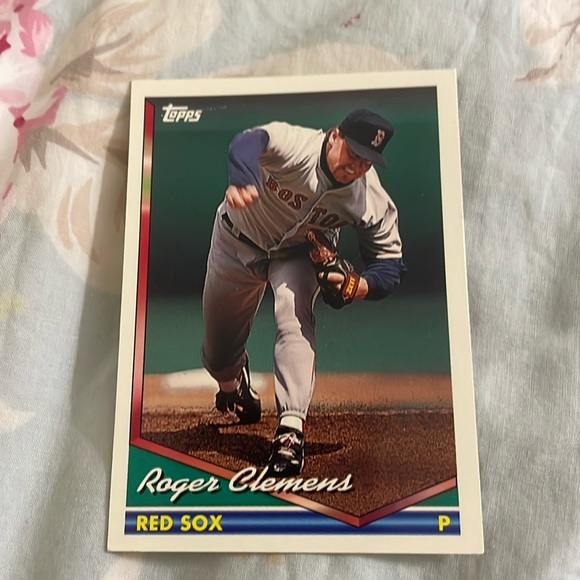 Topps
BOSTON
B
Roger Clemens
RED SOX P